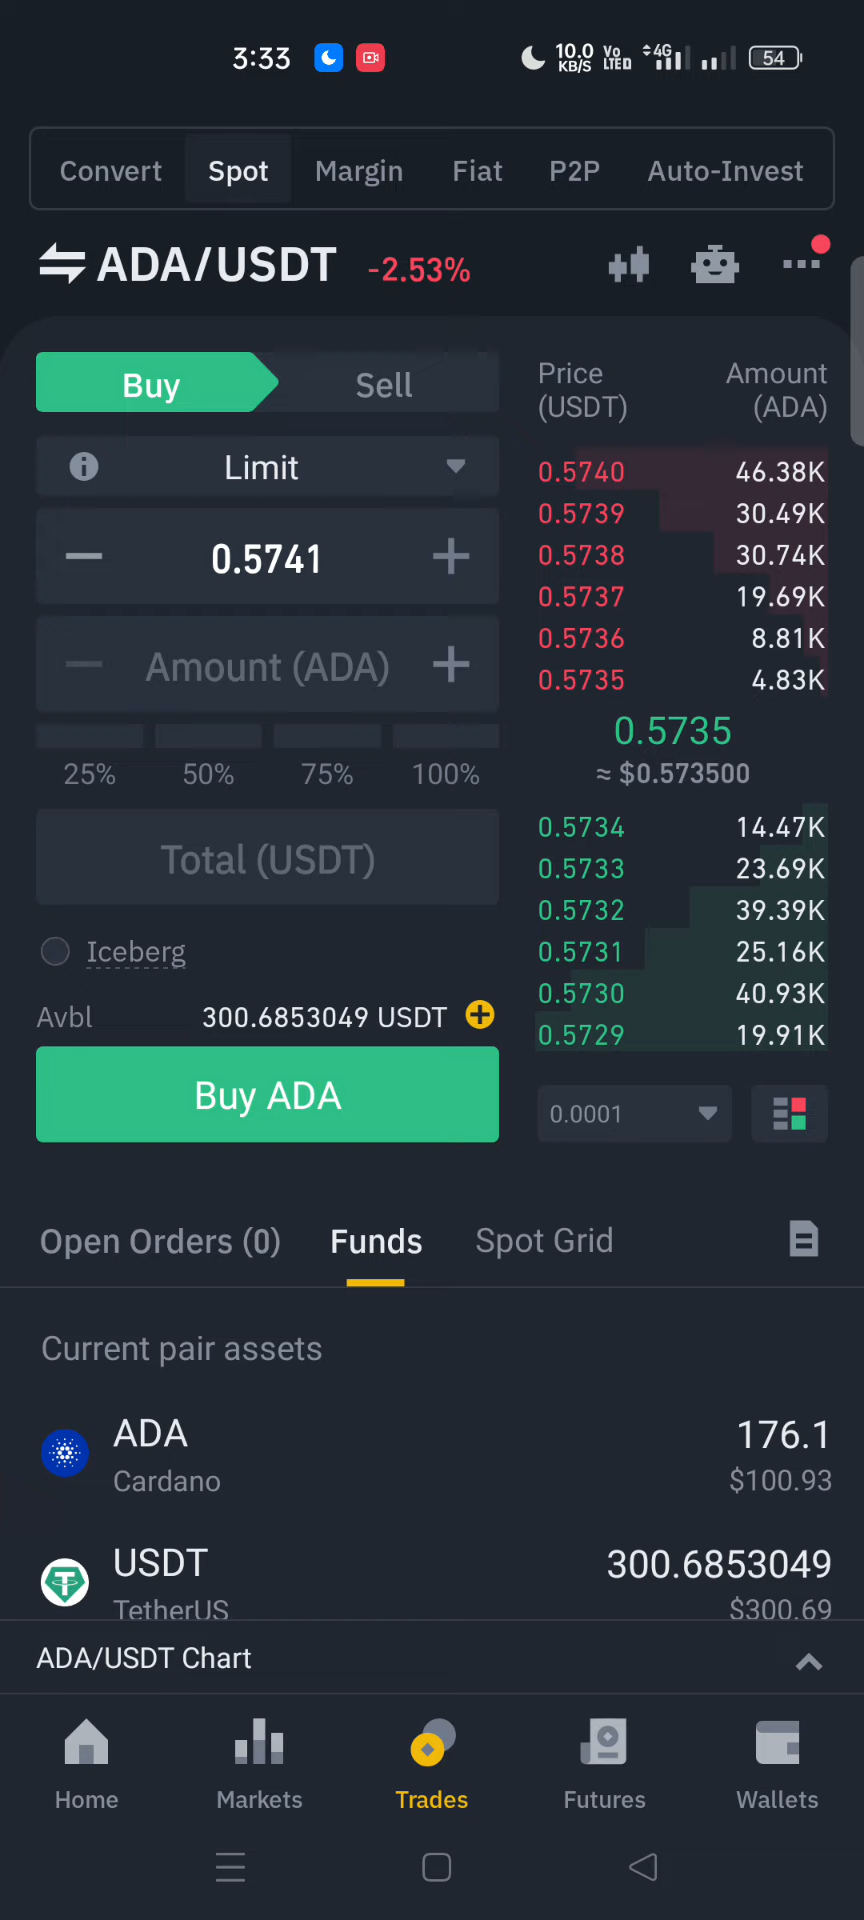 3:33 10.0 KB/S Vo LTED 4G 54
Convert Spot Margin Fiat P2P Auto-Invest
ADA/USDT -2.53%
Buy Sell
Limit
0.5741
Amount (ADA)
25% 50% 75% 100%
Total (USDT)
Iceberg
Avbl 300.6853049 USDT
Buy ADA
Price Amount
(USDT) (ADA)
0.5740 46.38K
0.5739 30.49K
0.5738 30.74K
0.5737 19.69K
0.5736 8.81K
0.5735 4.83K
0.5735
≈ $0.573500
0.5734 14.47K
0.5733 23.69K
0.5732 39.39K
0.5731 25.16K
0.5730 40.93K
0.5729 19.91K
0.0001
Open Orders (0) Funds Spot Grid
Current pair assets
ADA 176.1
Cardano $100.93
USDT 300.6853049
TetherUS $300.69
ADA/USDT Chart
Home Markets Trades Futures Wallets